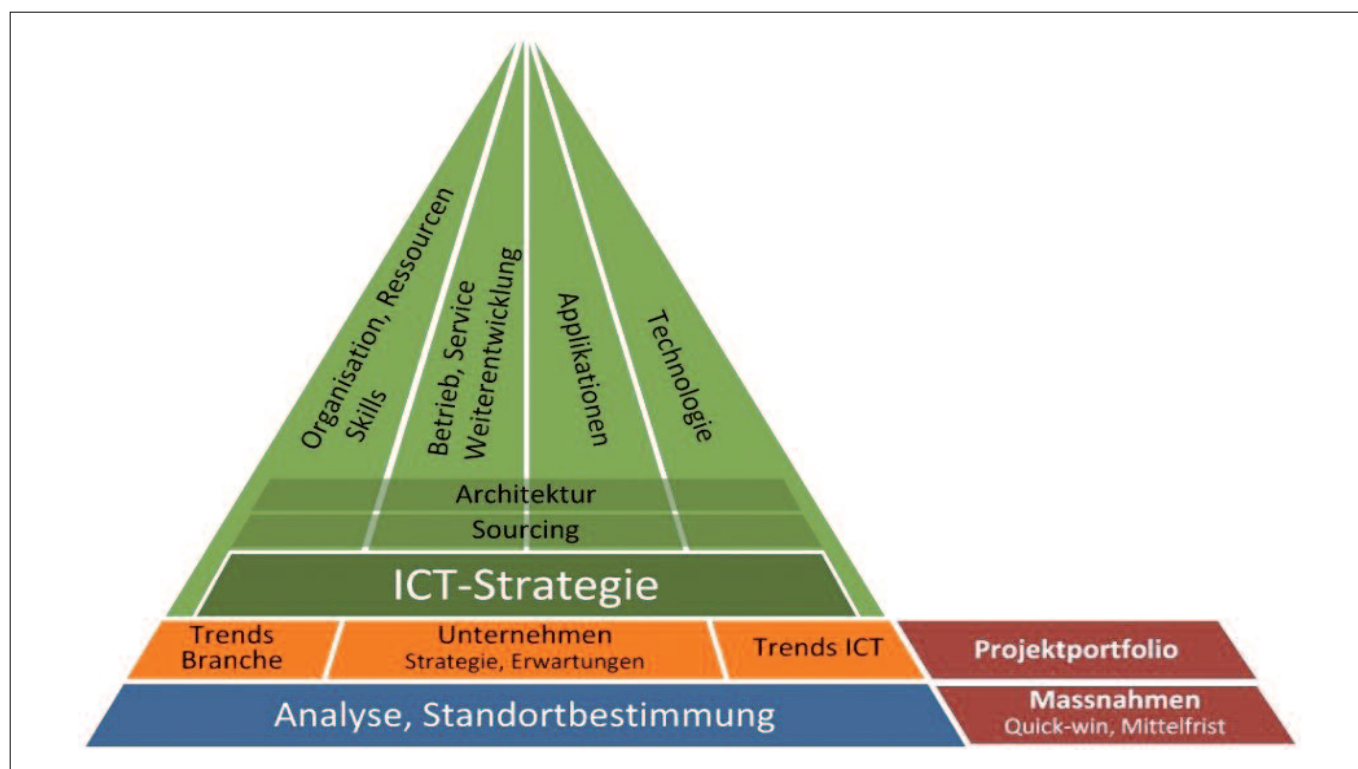 Organisation, Ressourcen
Skills
Betrieb, Service
Weiterentwicklung
Applikationen
Technologie
Architektur
Sourcing
ICT-Strategie
Trends
Branche
Unternehmen
Strategie, Erwartungen
Trends ICT
Projektportfolio
Analyse, Standortbestimmung
Massnahmen
Quick-win, Mittelfrist